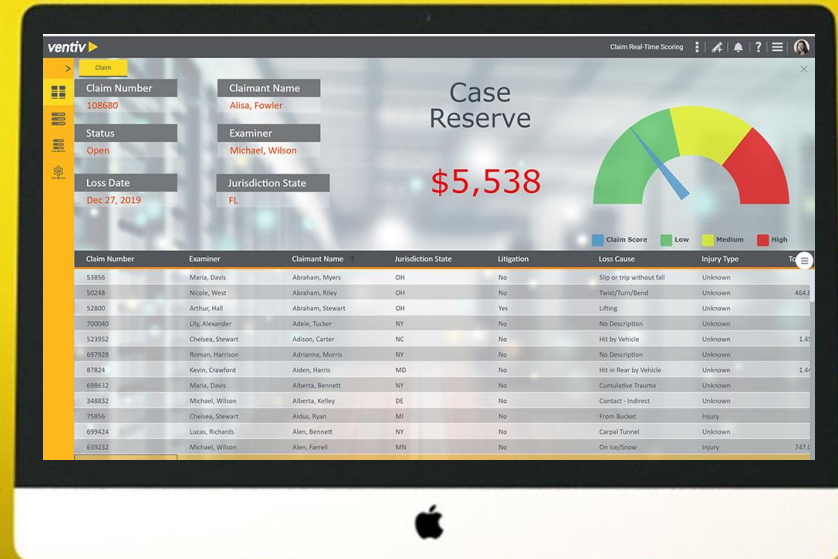 ventiv
Claim Real-Time Scoring
?
Claim
Claim Number
108680
Claimant Name
Alisa, Fowler
Status
Open
Examiner
Michael, Wilson
Loss Date
Dec 27, 2019
Jurisdiction State
FL
Case
Reserve
$5,538
Claim Score Low Medium High
Claim Number Examiner Claimant Name Jurisdiction State Litigation Loss Cause Injury Type
53856 Maria, Davis Abraham, Myers OH No Slip or trip without fall Unknown
50248 Nicole, West Abraham, Riley OH No Twist/Turn/Bend Unknown 464.8
52800 Arthur, Hall Abraham, Stewart OH Yes Lifting Unknown
700040 Lily, Alexander Adele, Tucker NY No No Description Unknown
523952 Chelsea, Stewart Adison, Carter NC No Hit by Vehicle Unknown 1.45
697928 Roman, Harrison Adrianna, Morris NY No No Description Unknown
87824 Kevin, Crawford Aiden, Harris MD No Hit in Rear by Vehicle Unknown 1.44
698632 Maria, Davis Alberta, Bennett NY No Cumulative Trauma Unknown
348832 Michael, Wilson Alberta, Kelley DE No Contact - Indirect Unknown
75856 Chelsea, Stewart Aldus, Ryan MI No From Bucket Injury
699424 Lucas, Richards Alen, Bennett NY No Carpal Tunnel Unknown
639232 Michael, Wilson Alen, Farrell MN No On Ice/Snow Injury